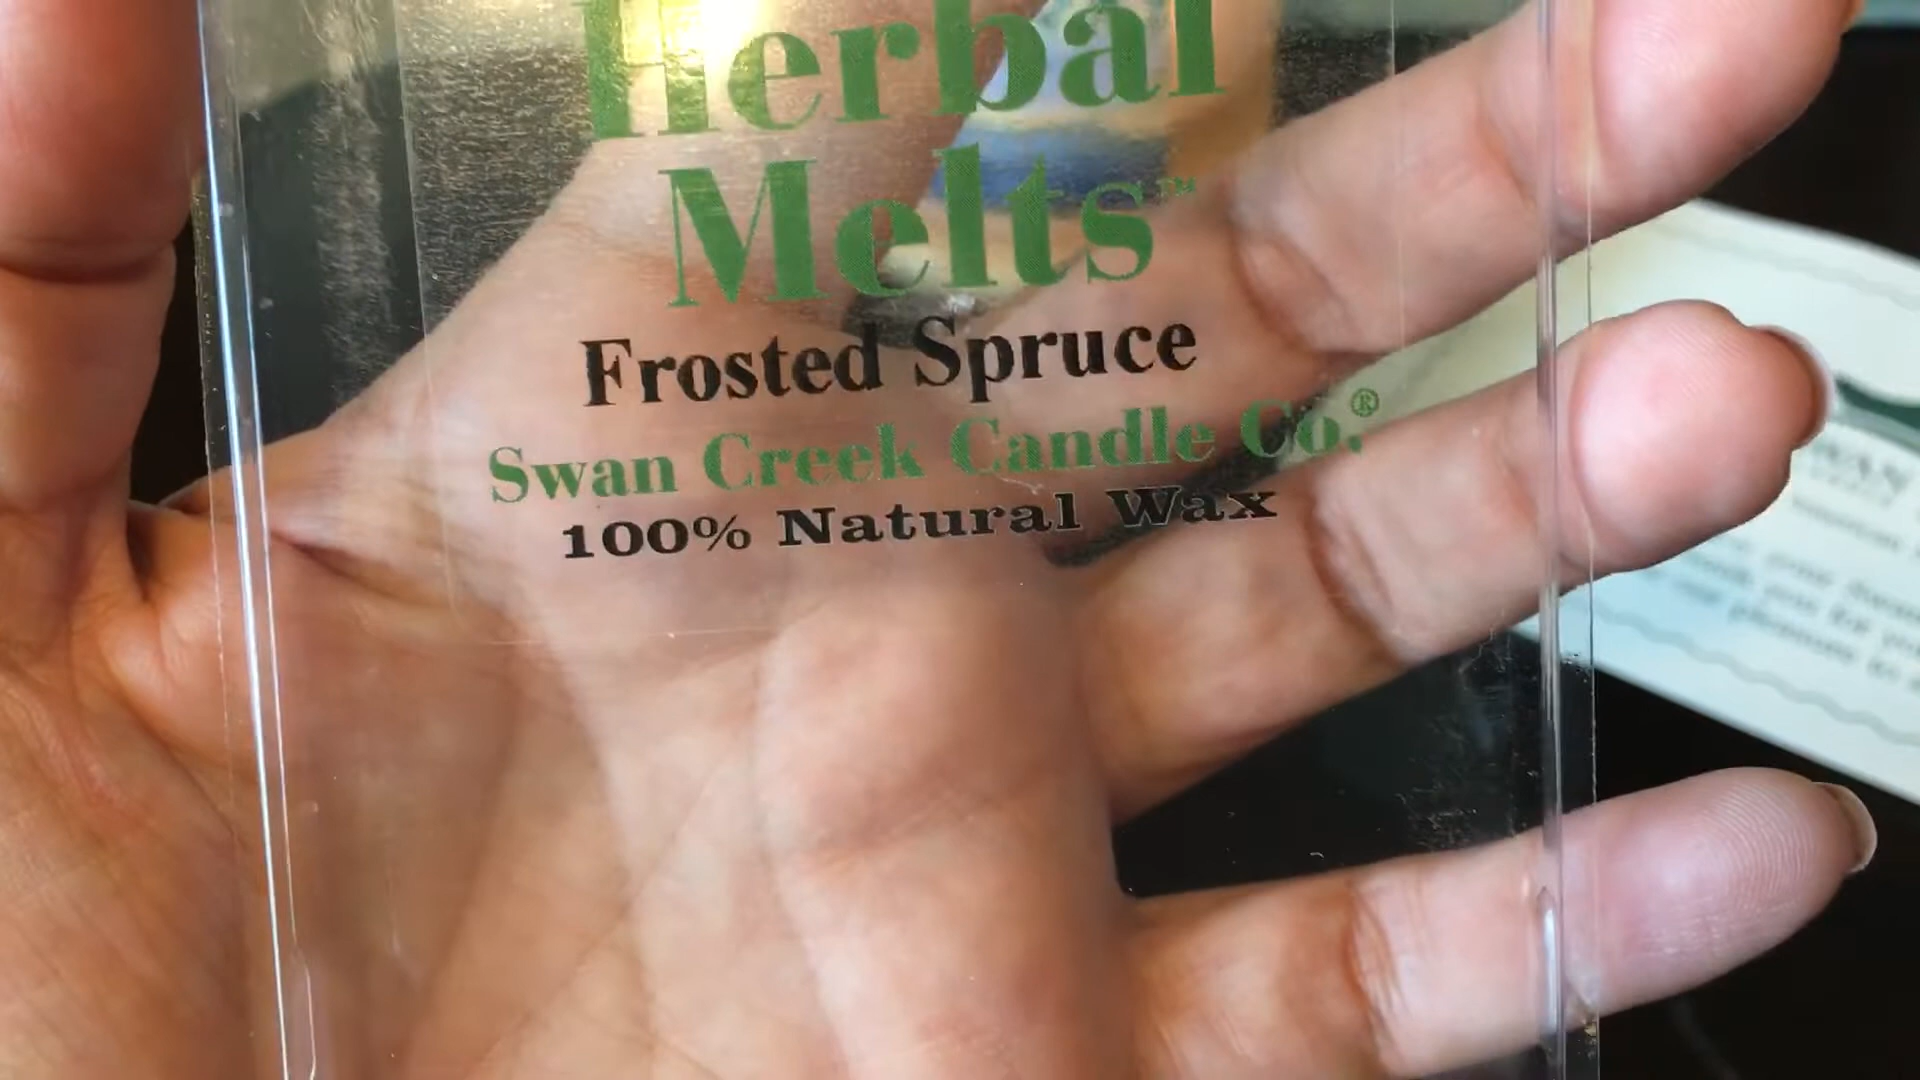 Herbal
Melts™
Frosted Spruce
Swan Creek Candle Co.®
100% Natural Wax